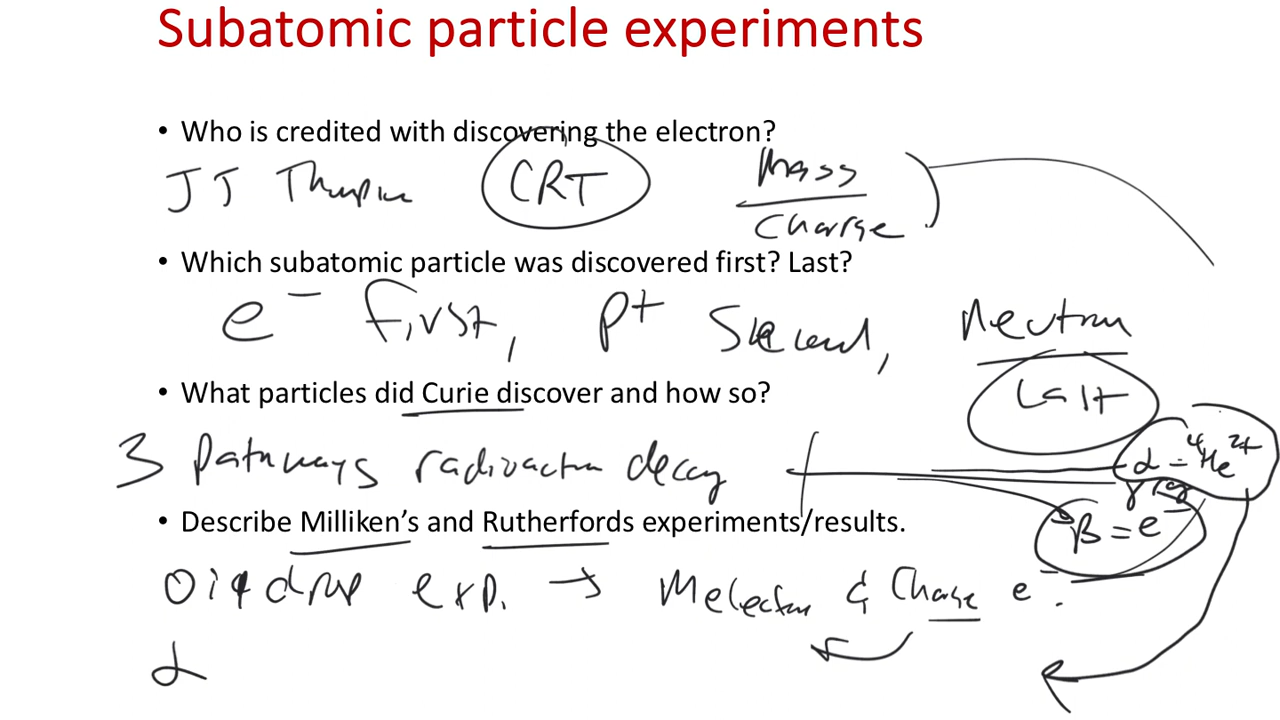 Subatomic particle experiments
• Who is credited with discovering the electron?
JJ Thompson CRT Mass
Charge
• Which subatomic particle was discovered first? Last?
e⁻ first, p⁺ Second, Neutron
Last
• What particles did Curie discover and how so?
3 Pathways radioactive decay α = ⁴He²⁺
γ
β = e⁻
• Describe Milliken’s and Rutherfords experiments/results.
Oil drop exp. → Melectron & Charge e⁻.
α